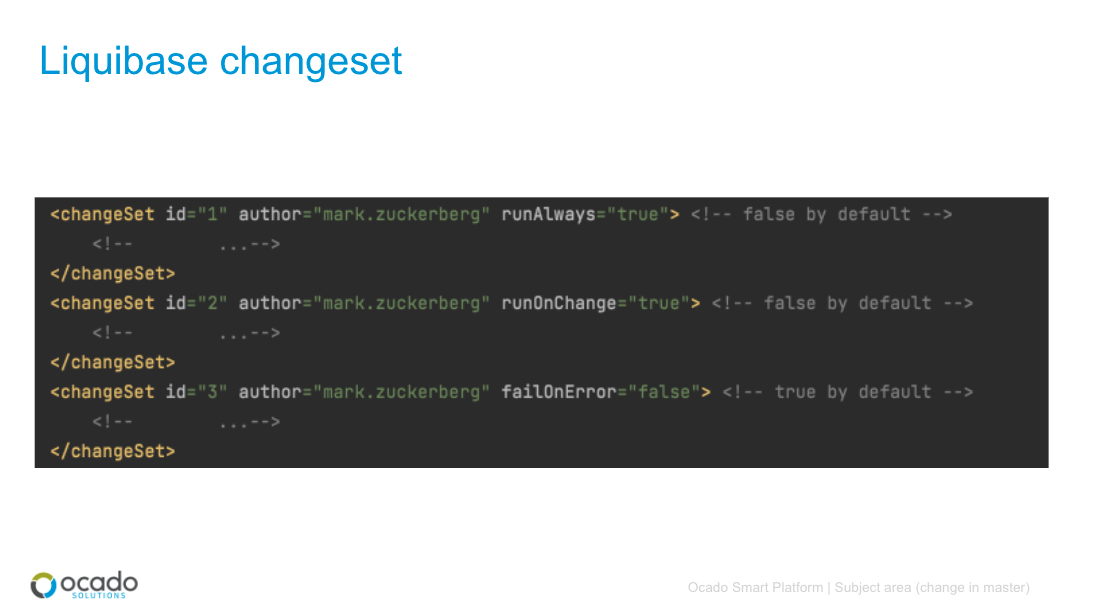 Liquibase changeset
<changeSet id="1" author="mark.zuckerberg" runAlways="true"> <!-- false by default -->
<!-- ...-->
</changeSet>
<changeSet id="2" author="mark.zuckerberg" runOnChange="true"> <!-- false by default -->
<!-- ...-->
</changeSet>
<changeSet id="3" author="mark.zuckerberg" failOnError="false"> <!-- true by default -->
<!-- ...-->
</changeSet>
ocado
SOLUTIONS
Ocado Smart Platform | Subject area (change in master)